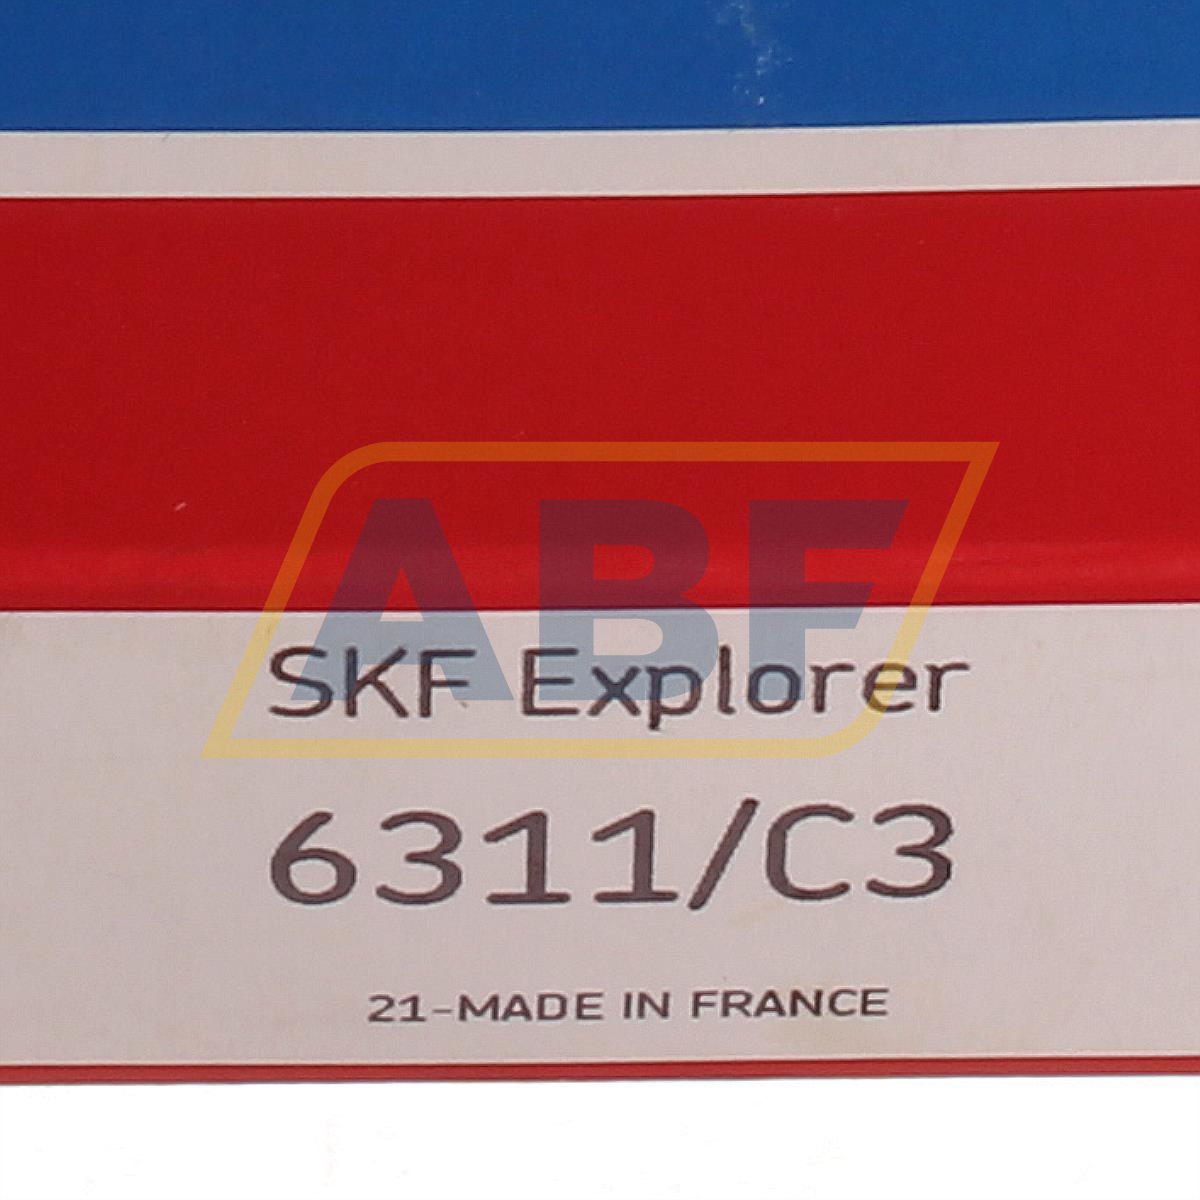 ABF
SKF Explorer
6311/C3
21-MADE IN FRANCE